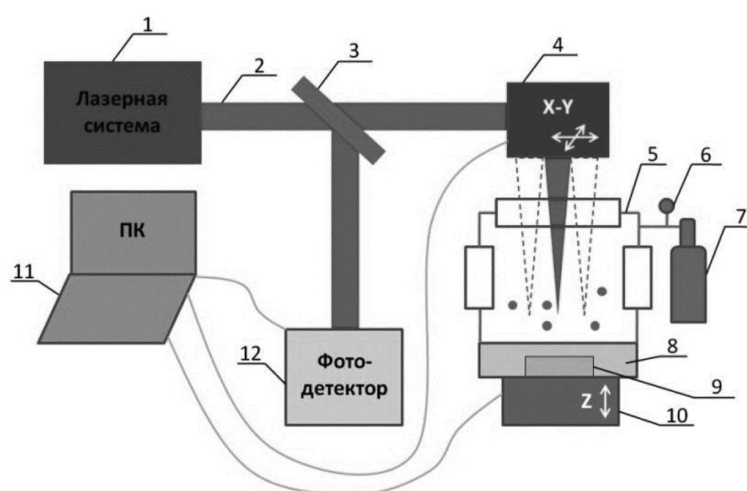 1
2
3
4
Лазерная
система
X-Y
5
6
ПК
7
11
12
Фото-
детектор
8
9
Z
10